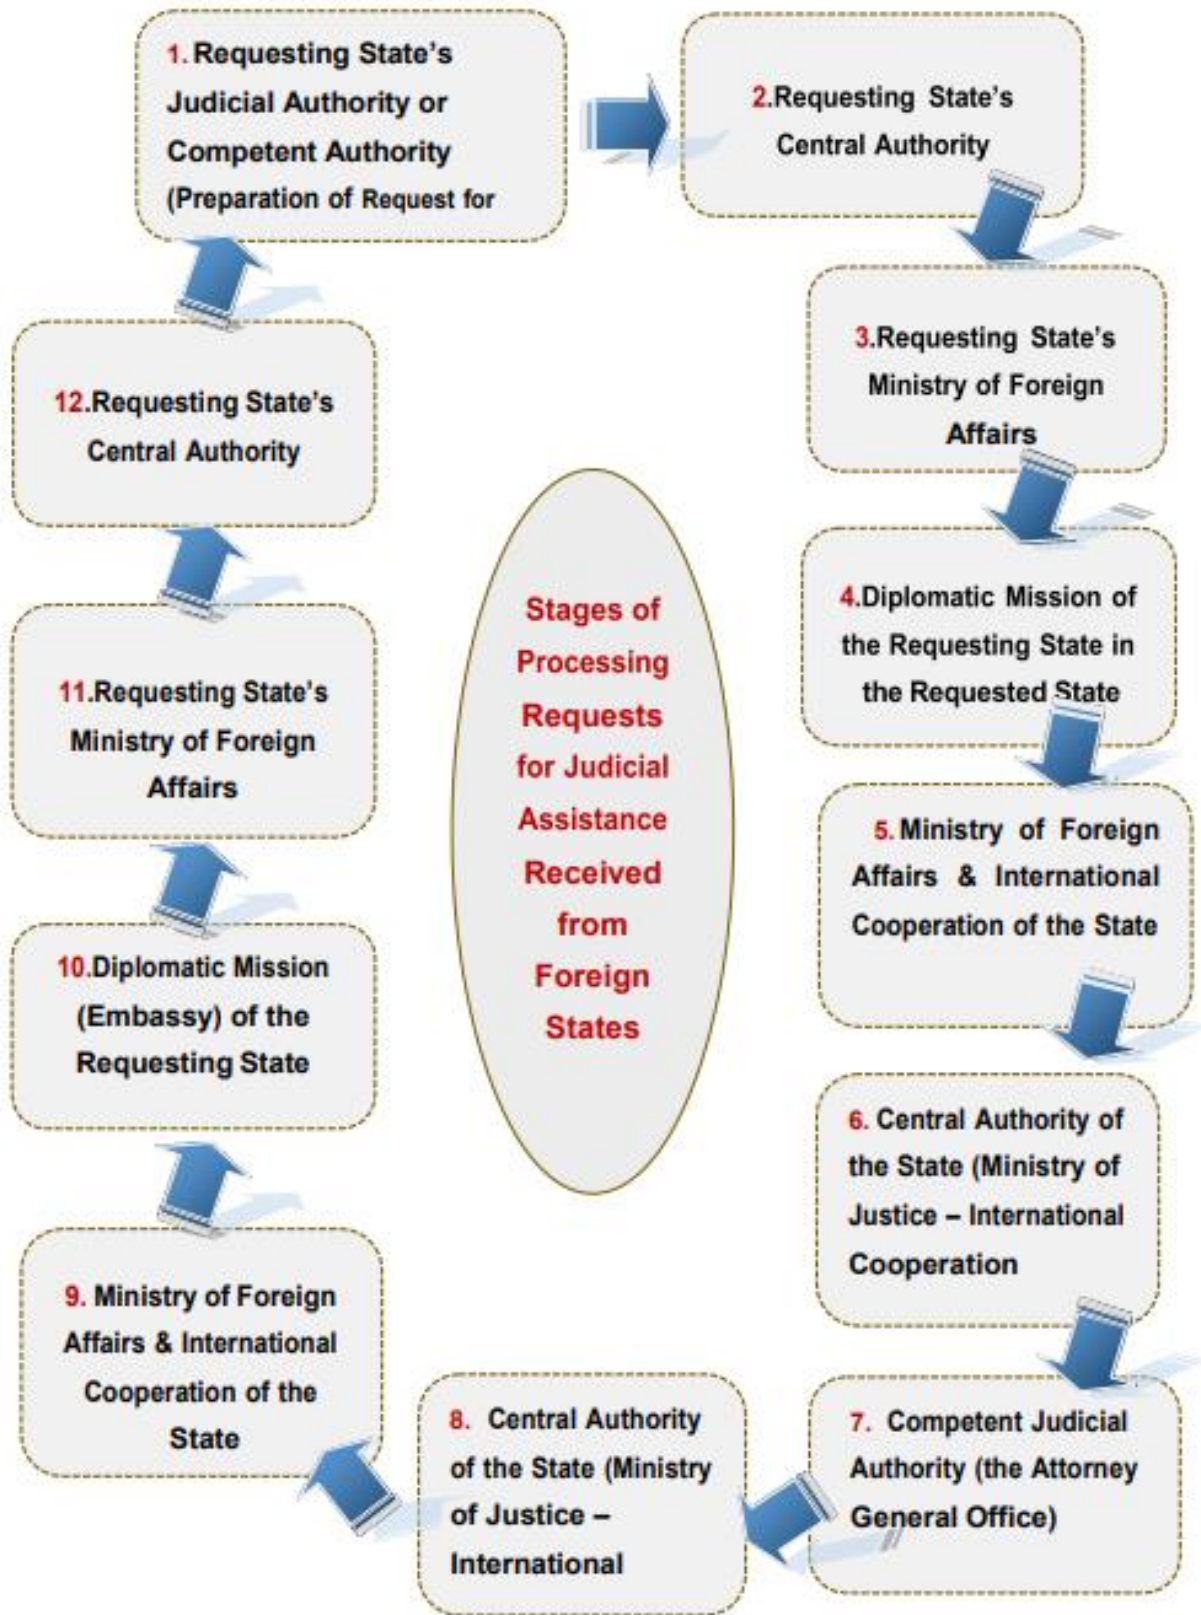 1. Requesting State's
Judicial Authority or
Competent Authority
(Preparation of Request for
2.Requesting State's
Central Authority
3.Requesting State's
Ministry of Foreign
Affairs
4.Diplomatic Mission of
the Requesting State in
the Requested State
5. Ministry of Foreign
Affairs & International
Cooperation of the State
6. Central Authority of
the State (Ministry of
Justice – International
Cooperation
7. Competent Judicial
Authority (the Attorney
General Office)
8. Central Authority
of the State (Ministry
of Justice –
International
9. Ministry of Foreign
Affairs & International
Cooperation of the
State
10.Diplomatic Mission
(Embassy) of the
Requesting State
11.Requesting State's
Ministry of Foreign
Affairs
12.Requesting State's
Central Authority
Stages of
Processing
Requests
for Judicial
Assistance
Received
from
Foreign
States